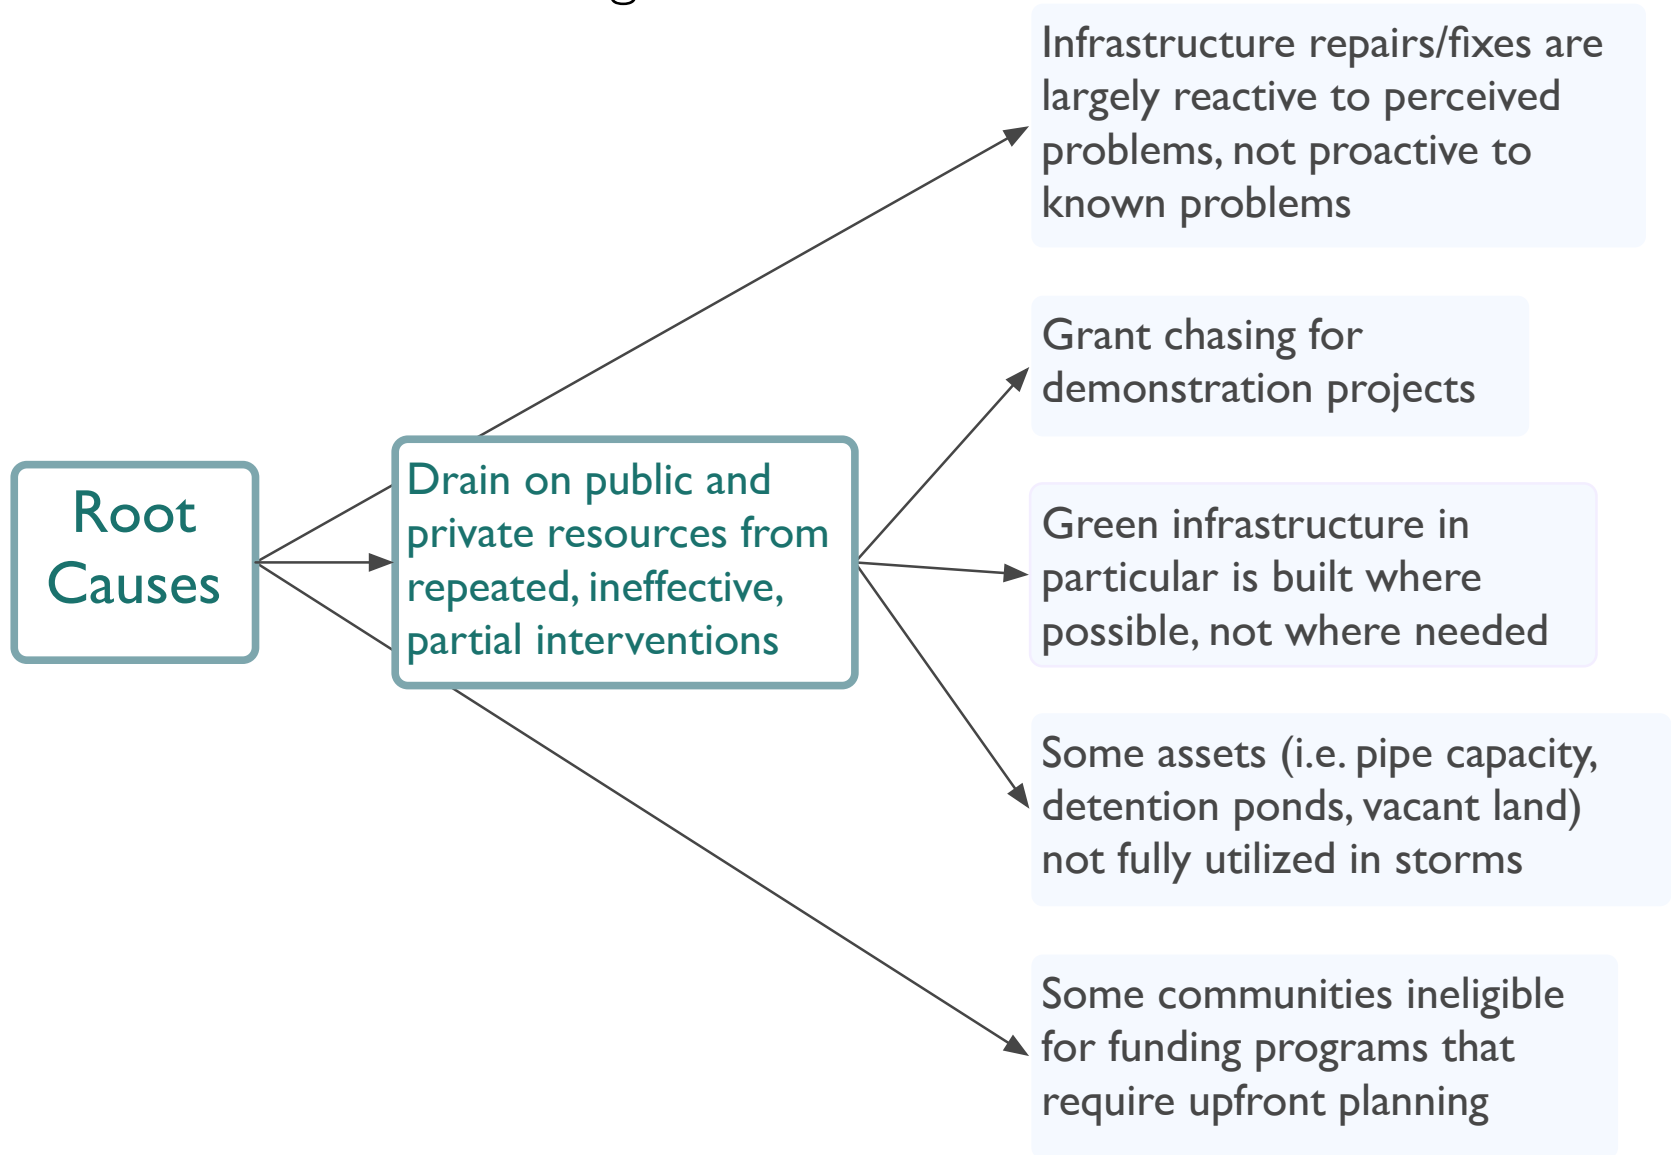 Infrastructure repairs/fixes are
largely reactive to perceived
problems, not proactive to
known problems
Grant chasing for
demonstration projects
Root
Causes
Drain on public and
private resources from
repeated, ineffective,
partial interventions
Green infrastructure in
particular is built where
possible, not where needed
Some assets (i.e. pipe capacity,
detention ponds, vacant land)
not fully utilized in storms
Some communities ineligible
for funding programs that
require upfront planning